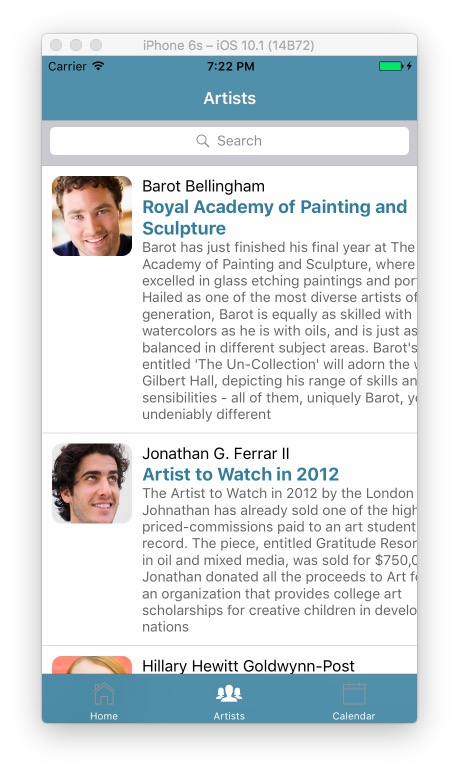 iPhone 6s – iOS 10.1 (14B72)
Carrier 7:22 PM
Artists
Search
Barot Bellingham
Royal Academy of Painting and
Sculpture
Barot has just finished his final year at The
Academy of Painting and Sculpture, where
excelled in glass etching paintings and por
Hailed as one of the most diverse artists of
generation, Barot is equally as skilled with
watercolors as he is with oils, and is just as
balanced in different subject areas. Barot's
entitled 'The Un-Collection' will adorn the
Gilbert Hall, depicting his range of skills an
sensibilities - all of them, uniquely Barot, y
undeniably different
Jonathan G. Ferrar II
Artist to Watch in 2012
The Artist to Watch in 2012 by the London
Johnathan has already sold one of the high
priced-commissions paid to an art student
record. The piece, entitled Gratitude Resor
in oil and mixed media, was sold for $750,0
Jonathan donated all the proceeds to Art f
an organization that provides college art
scholarships for creative children in develo
nations
Hillary Hewitt Goldwynn-Post
Home Artists Calendar